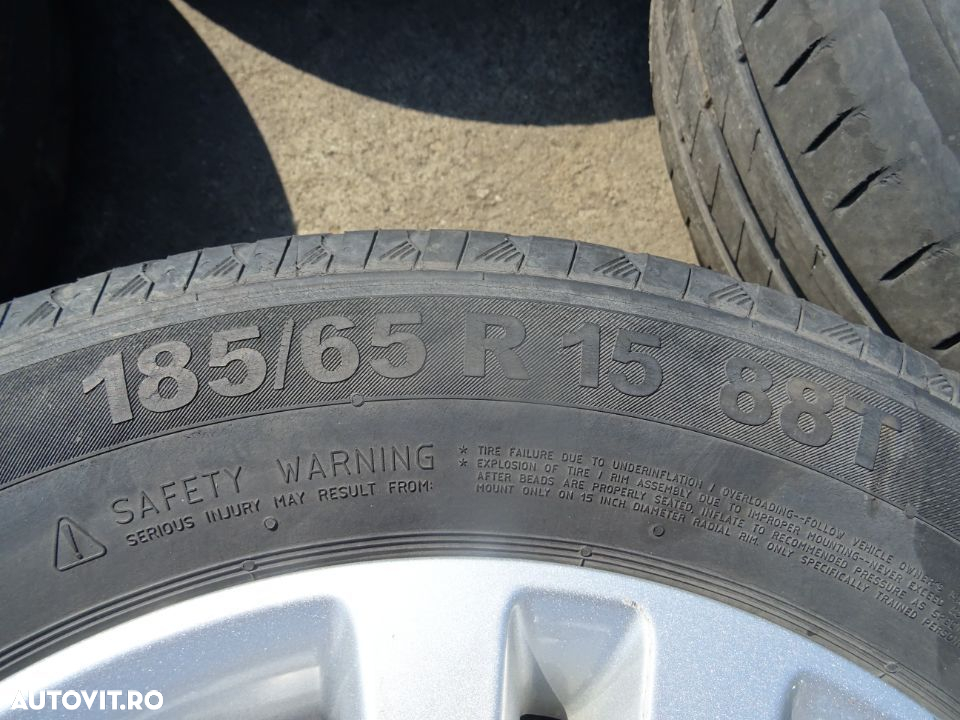 185/65 R 15 88T
SAFETY WARNING
SERIOUS INJURY MAY RESULT FROM:
* TIRE FAILURE DUE TO UNDERINFLATION / OVERLOADING--FOLLOW VEHICLE OWNER'S
* EXPLOSION OF TIRE / RIM ASSEMBLY DUE TO IMPROPER MOUNTING--NEVER EXCEED
AFTER BEADS ARE PROPERLY SEATED, INFLATE TO RECOMMENDED PRESSURE AS
MOUNT ONLY ON 15 INCH DIAMETER RADIAL RIM. ONLY SPECIFICALLY TRAINED
AUTOVIT.RO